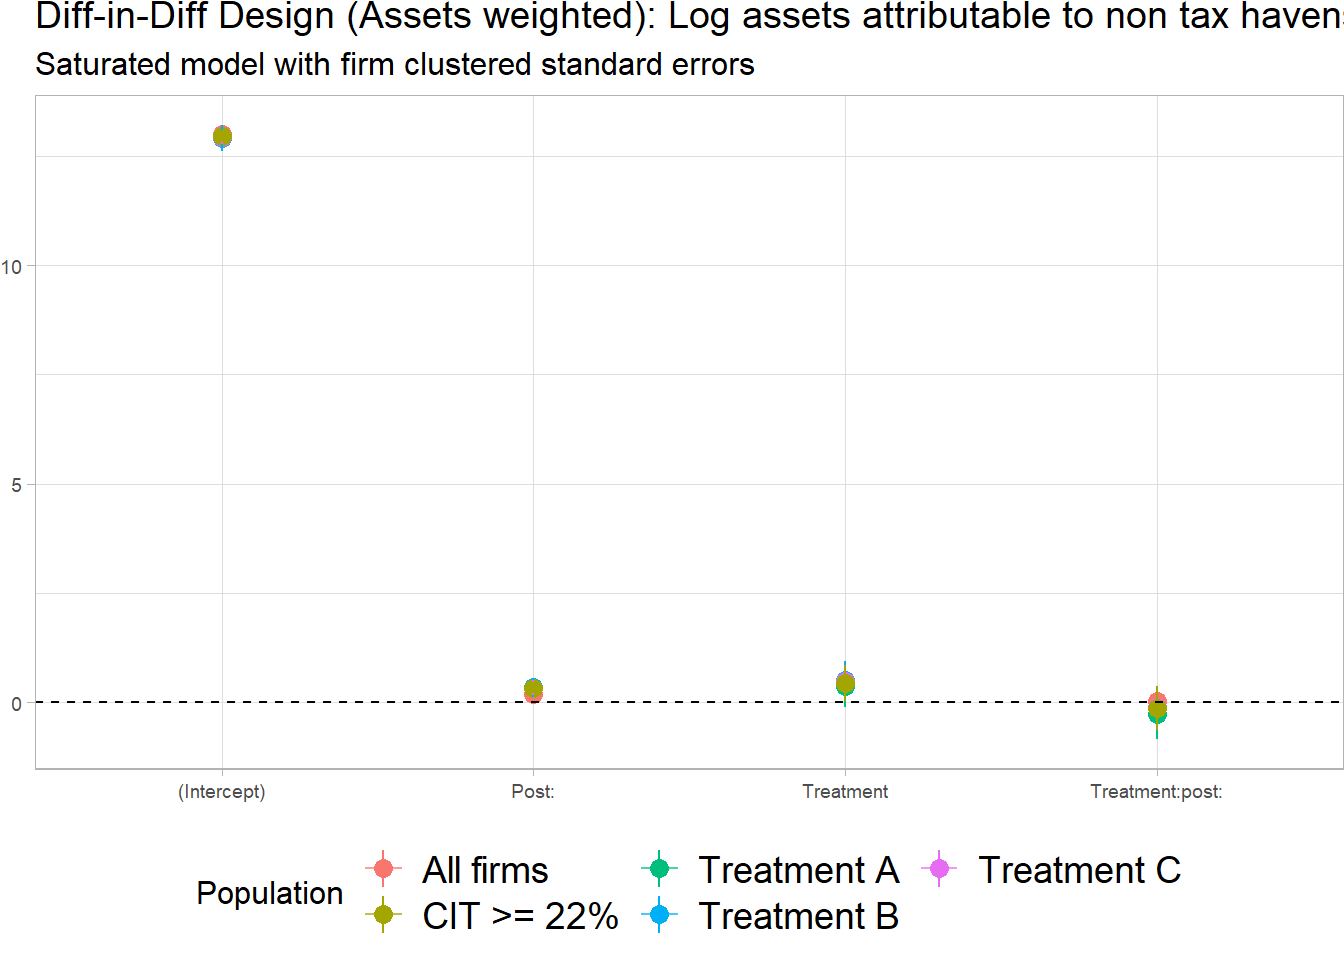 Diff-in-Diff Design (Assets weighted): Log assets attributable to non tax havens
Saturated model with firm clustered standard errors
10
5
0
(Intercept) Post: Treatment Treatment:post:
Population
All firms Treatment A Treatment C
CIT >= 22% Treatment B